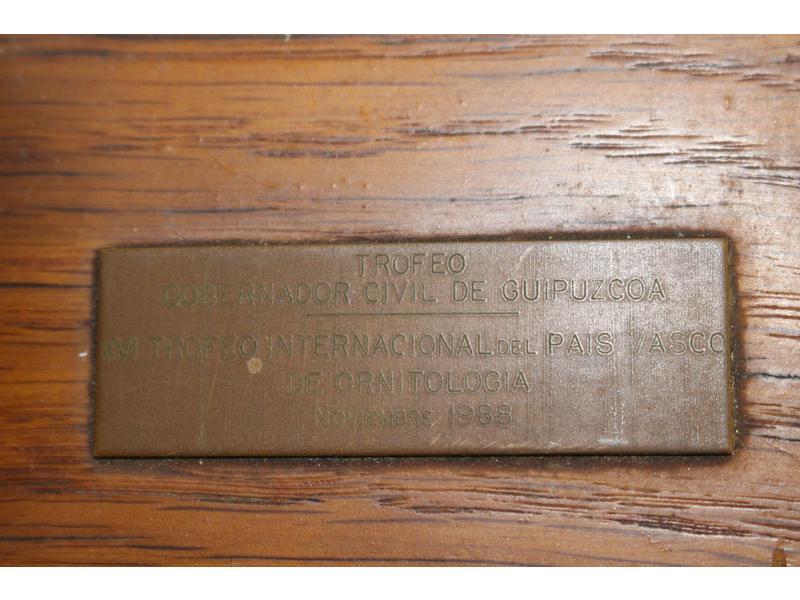 TROFEO
GOBERNADOR CIVIL DE GUIPUZCOA
XVI TROFEO INTERNACIONAL DEL PAIS VASCO
DE ORNITOLOGIA
NOVIEMBRE 1988